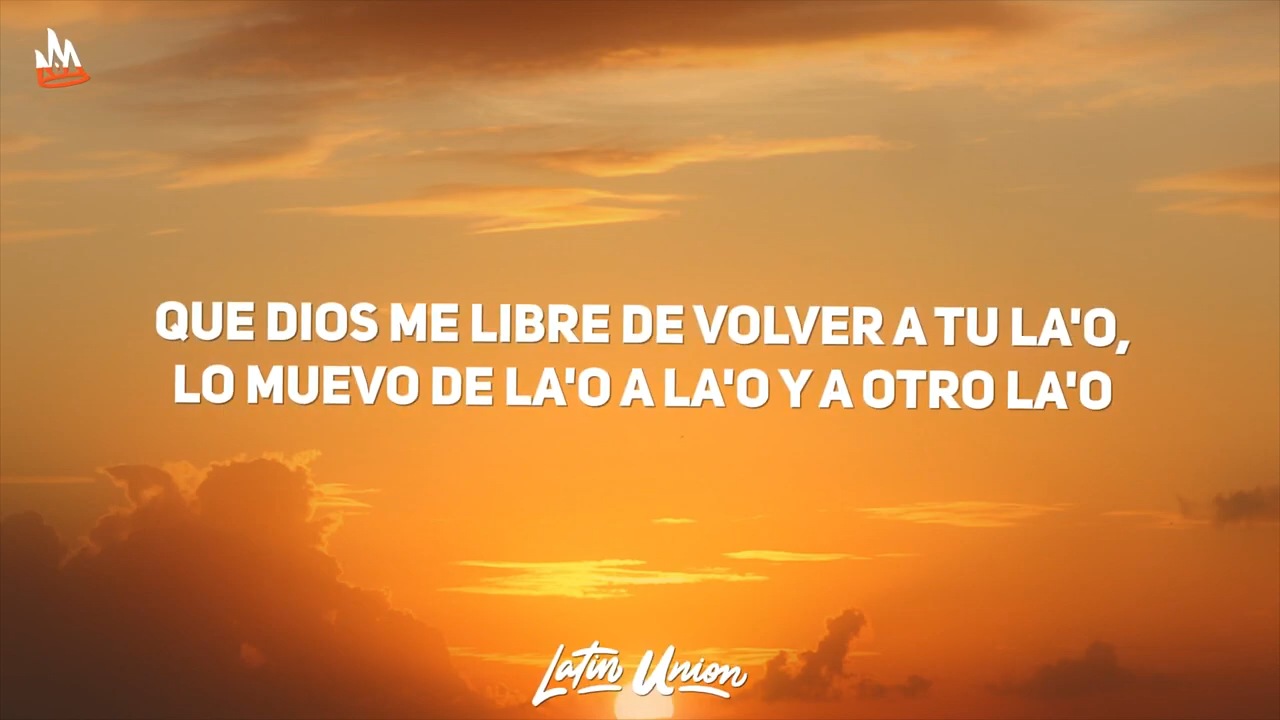 QUE DIOS ME LIBRE DE VOLVER A TU LA'O,
LO MUEVO DE LA'O A LA'O Y A OTRO LA'O
Latin Union